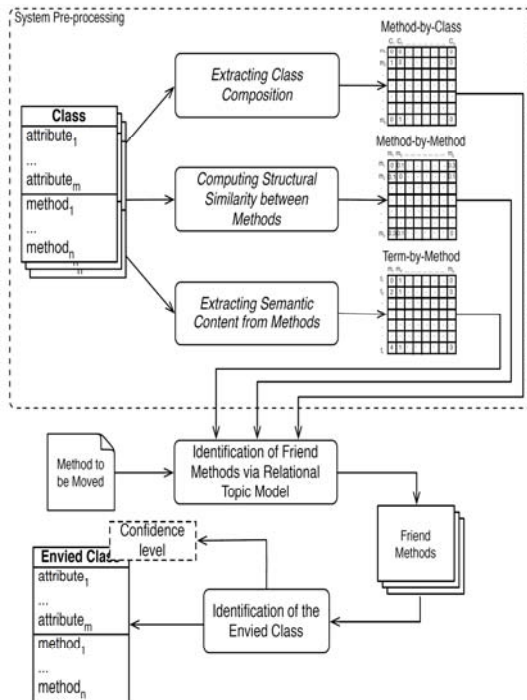 System Pre-processing
Method-by-Class
Extracting Class
Composition
Class
attribute1
...
attributem
method1
...
methodn
Method-by-Method
Computing Structural
Similarity between
Methods
Term-by-Method
Extracting Semantic
Content from Methods
Method to
be Moved
Identification of Friend
Methods via Relational
Topic Model
Friend
Methods
Confidence
level
Envied Class
attribute1
...
attributem
method1
...
methodn
Identification of the
Envied Class